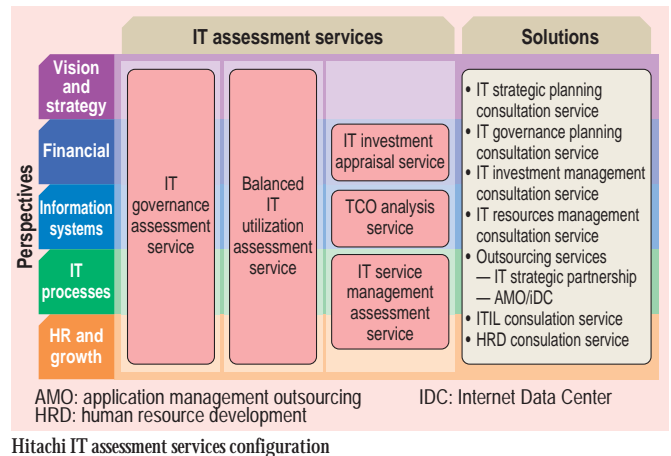 IT assessment services
Solutions
Perspectives
Vision
and
strategy
Financial
Information
systems
IT
processes
HR and
growth
IT
governance
assessment
service
Balanced
IT
utilization
assessment
service
IT investment
appraisal service
TCO analysis
service
IT service
management
assessment
service
• IT strategic planning
consultation service
• IT governance planning
consultation service
• IT investment management
consultation service
• IT resources management
consultation service
• Outsourcing services
— IT strategic partnership
— AMO/iDC
• ITIL consulation service
• HRD consulation service
AMO: application management outsourcing IDC: Internet Data Center
HRD: human resource development
Hitachi IT assessment services configuration